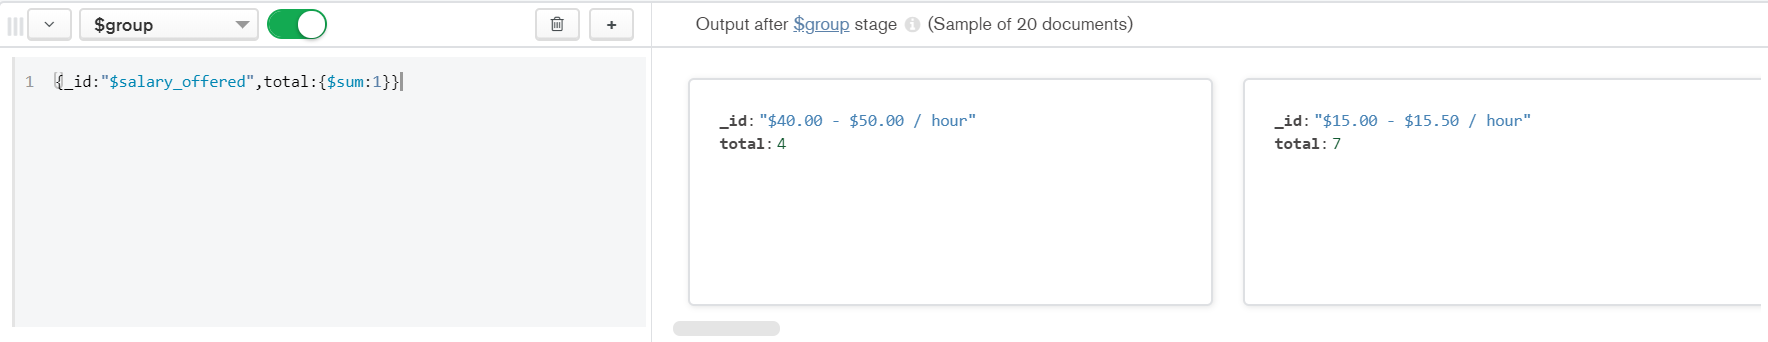 $group
+
Output after $group stage i (Sample of 20 documents)
1 {_id:"$salary_offered",total:{$sum:1}}
_id: "$40.00 - $50.00 / hour"
total: 4
_id: "$15.00 - $15.50 / hour"
total: 7